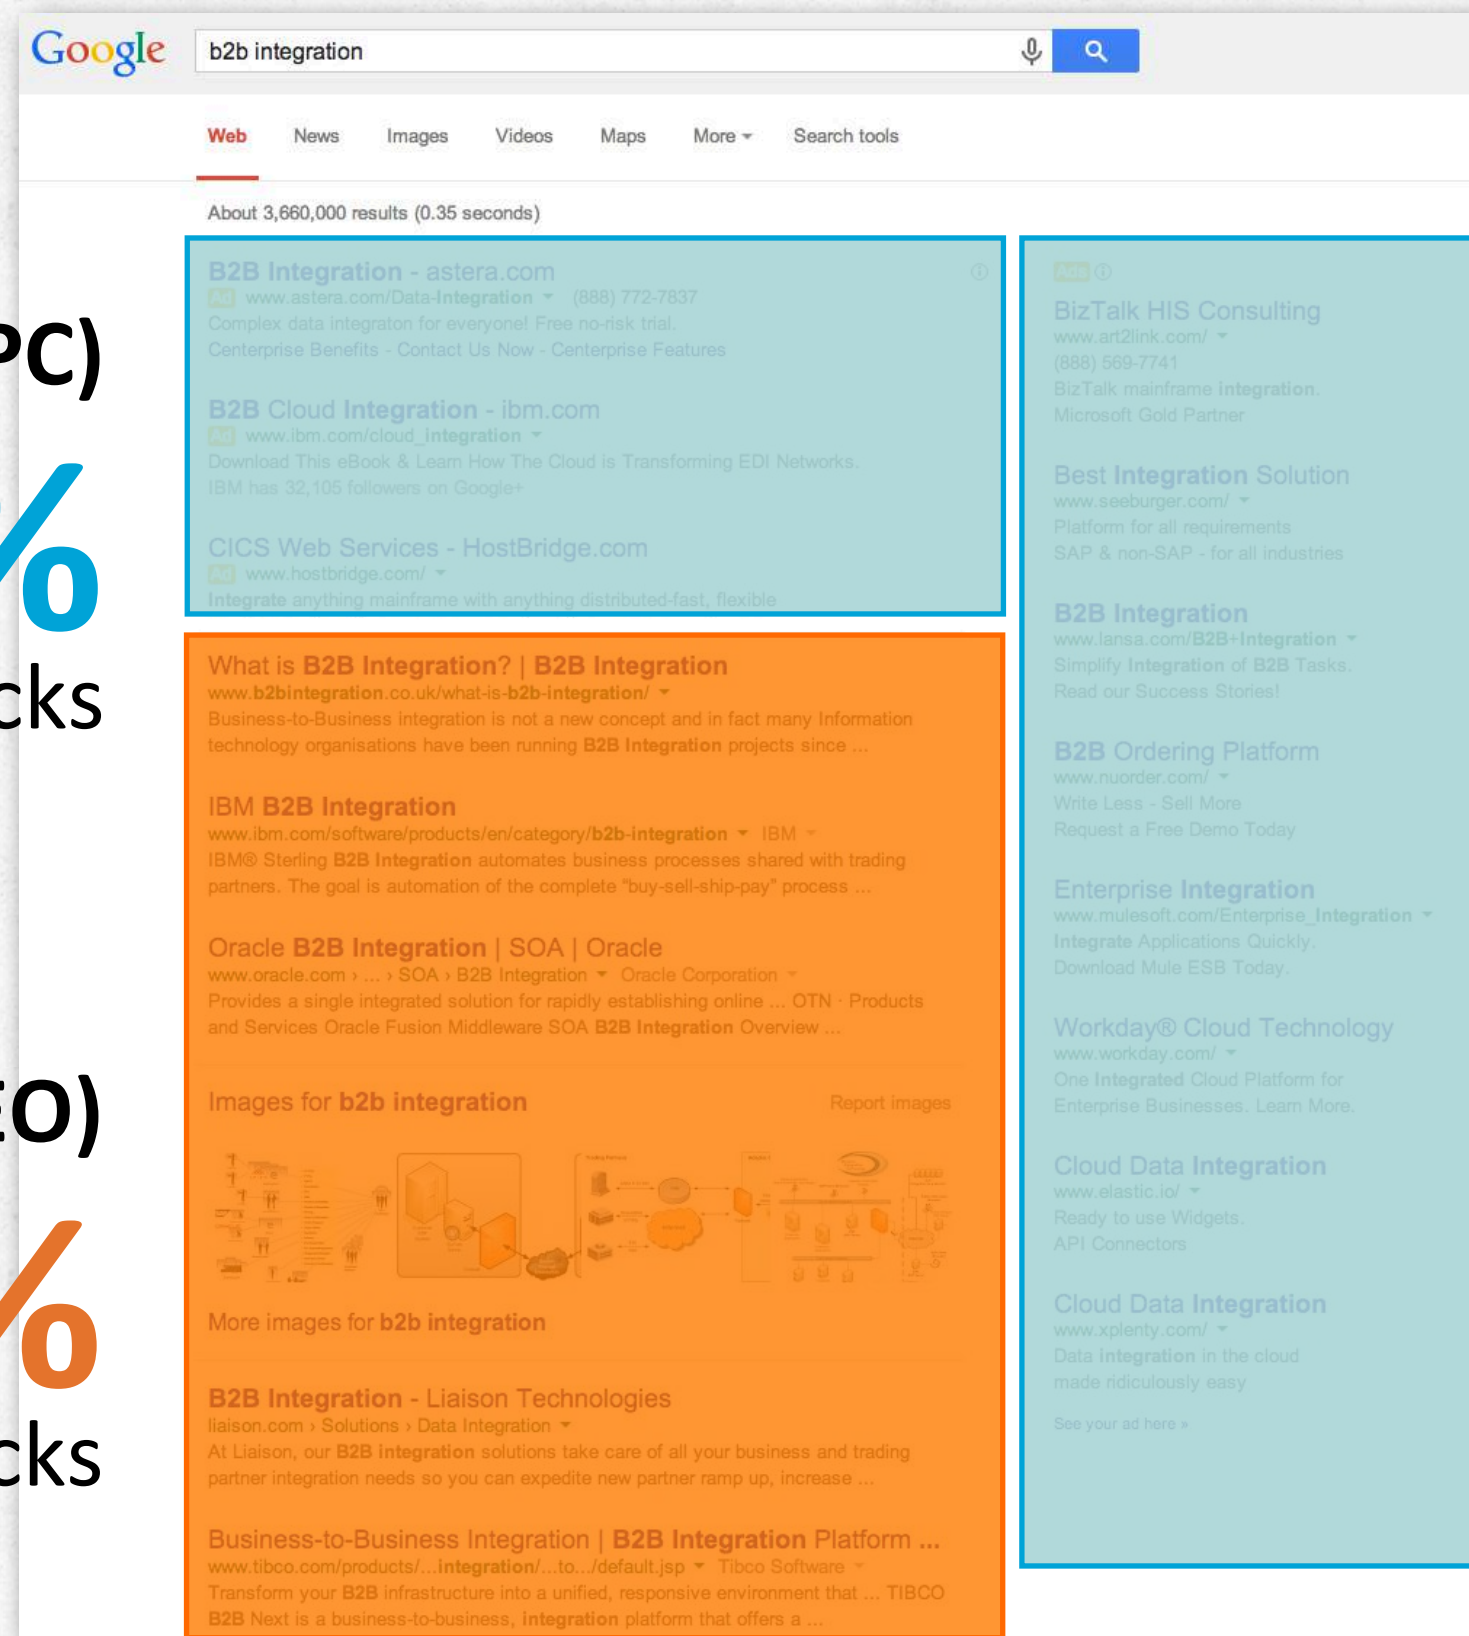 Google
b2b integration
Web News Images Videos Maps More Search tools
About 3,660,000 results (0.35 seconds)
PC)
%
cks
EO)
%
cks
B2B Integration - astera.com
Ad www.astera.com/Data-Integration (888) 772-7837
Complex data integraton for everyone! Free no-risk trial.
Centerprise Benefits - Contact Us Now - Centerprise Features
B2B Cloud Integration - ibm.com
Ad www.ibm.com/cloud_integration
Download This eBook & Learn How The Cloud is Transforming EDI Networks.
IBM has 32,105 followers on Google+
CICS Web Services - HostBridge.com
Ad www.hostbridge.com/
Integrate anything mainframe with anything distributed-fast, flexible
What is B2B Integration? | B2B Integration
www.b2bintegration.co.uk/what-is-b2b-integration/
Business-to-Business integration is not a new concept and in fact many Information
technology organisations have been running B2B Integration projects since ...
IBM B2B Integration
www.ibm.com/software/products/en/category/b2b-integration IBM
IBM® Sterling B2B Integration automates business processes shared with trading
partners. The goal is automation of the complete “buy-sell-ship-pay” process ...
Oracle B2B Integration | SOA | Oracle
www.oracle.com › ... › SOA › B2B Integration Oracle Corporation
Provides a single integrated solution for rapidly establishing online ... OTN · Products
and Services Oracle Fusion Middleware SOA B2B Integration Overview ...
Images for b2b integration Report images
More images for b2b integration
B2B Integration - Liaison Technologies
liaison.com › Solutions › Data Integration
At Liaison, our B2B integration solutions take care of all your business and trading
partner integration needs so you can expedite new partner ramp up, increase ...
Business-to-Business Integration | B2B Integration Platform ...
www.tibco.com/products/...integration/...to.../default.jsp Tibco Software
Transform your B2B infrastructure into a unified, responsive environment that ... TIBCO
B2B Next is a business-to-business, integration platform that offers a ...
Ads
BizTalk HIS Consulting
www.art2link.com/
(888) 569-7741
BizTalk mainframe integration.
Microsoft Gold Partner
Best Integration Solution
www.seeburger.com/
Platform for all requirements
SAP & non-SAP - for all industries
B2B Integration
www.lansa.com/B2B+Integration
Simplify Integration of B2B Tasks.
Read our Success Stories!
B2B Ordering Platform
www.nuorder.com/
Write Less - Sell More
Request a Free Demo Today
Enterprise Integration
www.mulesoft.com/Enterprise_Integration
Integrate Applications Quickly.
Download Mule ESB Today.
Workday® Cloud Technology
www.workday.com/
One Integrated Cloud Platform for
Enterprise Businesses. Learn More.
Cloud Data Integration
www.elastic.io/
Ready to use Widgets.
API Connectors
Cloud Data Integration
www.xplenty.com/
Data integration in the cloud
made ridiculously easy
See your ad here »